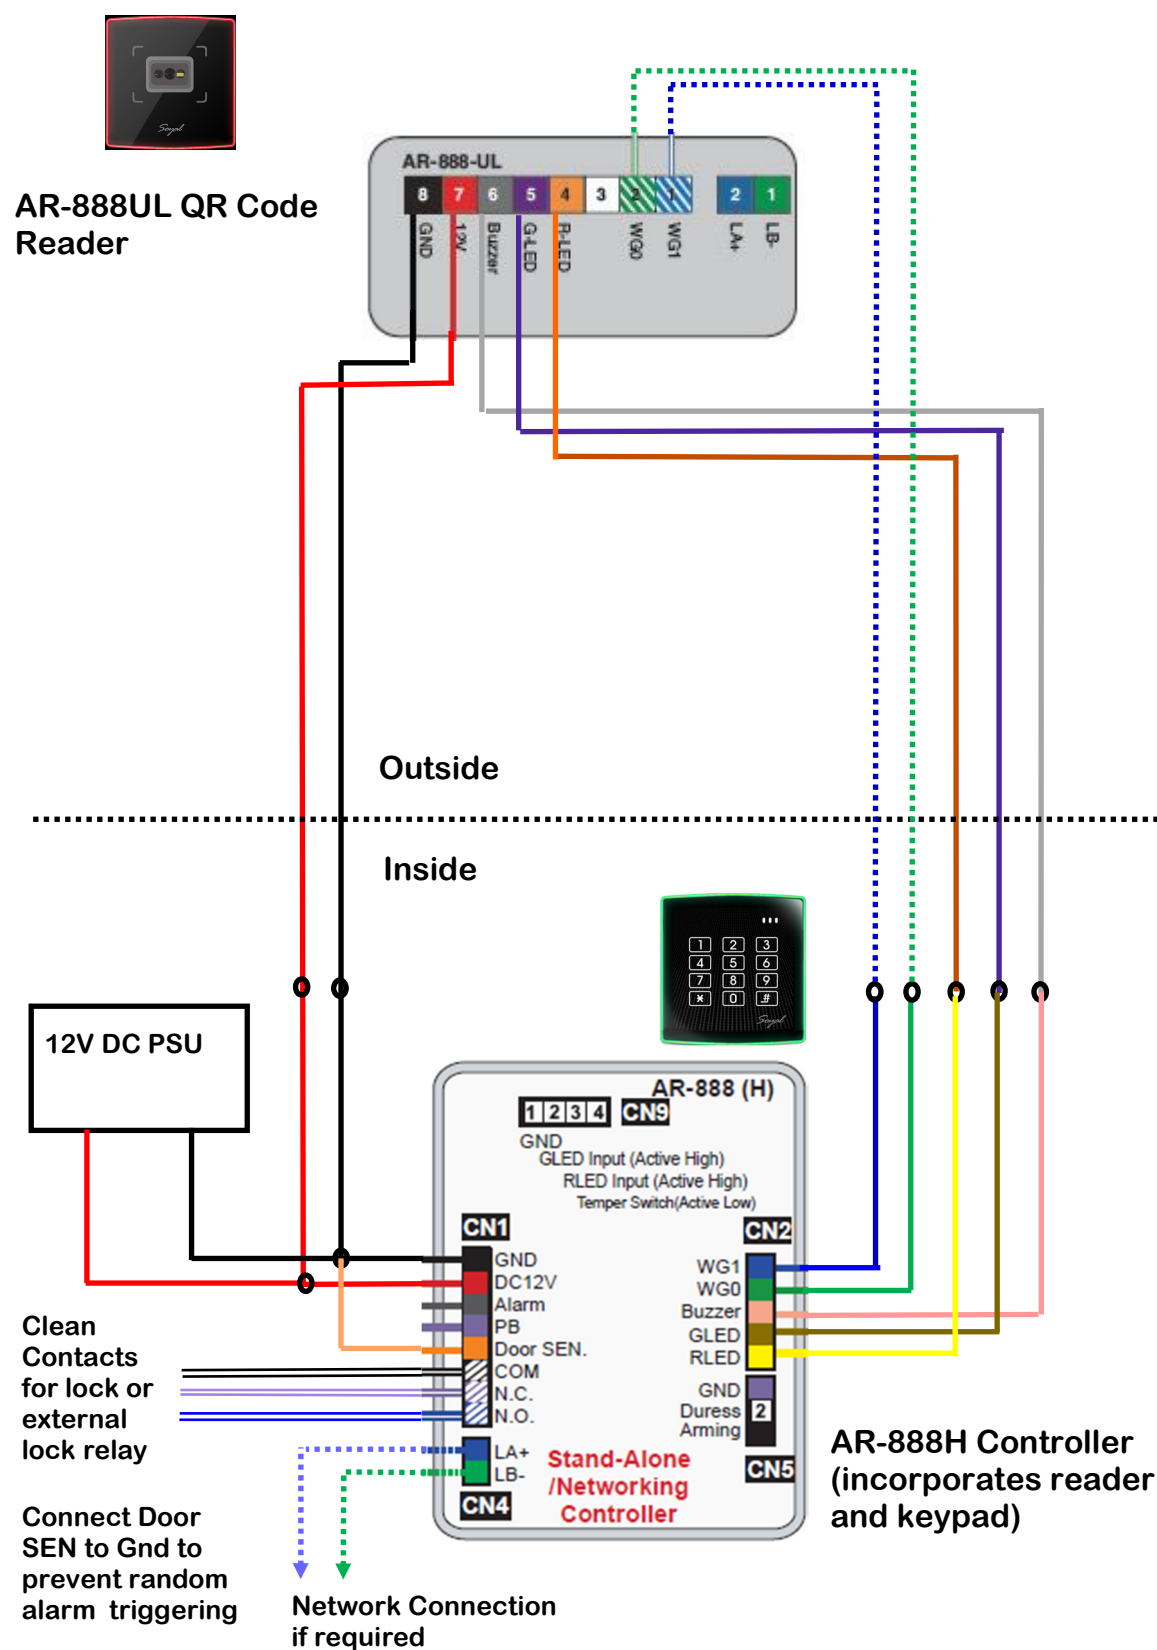 Soyal
AR-888UL QR Code
Reader
AR-888-UL
8 7 6 5 4 3 2 1 2 1
GND 12V Buzzer G-LED R-LED WG0 WG1 LA+ LB-
Outside
Inside
1 2 3
4 5 6
7 8 9
* 0 #
Soyal
12V DC PSU
AR-888 (H)
1 2 3 4 CN9
GND
GLED Input (Active High)
RLED Input (Active High)
Temper Switch(Active Low)
CN1
GND
DC12V
Alarm
PB
Door SEN.
COM
N.C.
N.O.
LA+
LB-
CN4
CN2
WG1
WG0
Buzzer
GLED
RLED
GND
Duress 2
Arming
CN5
Stand-Alone
/Networking
Controller
Clean
Contacts
for lock or
external
lock relay
Connect Door
SEN to Gnd to
prevent random
alarm triggering
Network Connection
if required
AR-888H Controller
(incorporates reader
and keypad)